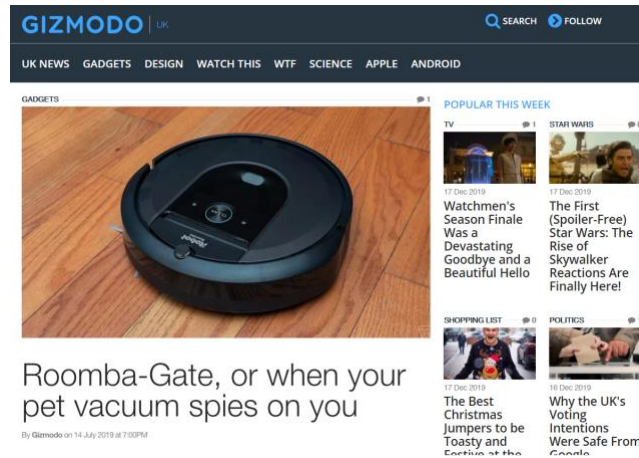 GIZMODO | UK
SEARCH FOLLOW
UK NEWS GADGETS DESIGN WATCH THIS WTF SCIENCE APPLE ANDROID
GADGETS 1
iRobot
Roomba-Gate, or when your
pet vacuum spies on you
By Gizmodo on 14 July 2019 at 7:00PM
POPULAR THIS WEEK
TV 1
17 Dec 2019
Watchmen's
Season Finale
Was a
Devastating
Goodbye and a
Beautiful Hello
STAR WARS
17 Dec 2019
The First
(Spoiler-Free)
Star Wars: The
Rise of
Skywalker
Reactions Are
Finally Here!
SHOPPING LIST 0
17 Dec 2019
The Best
Christmas
Jumpers to be
Toasty and
Festive at the
POLITICS
16 Dec 2019
Why the UK's
Voting
Intentions
Were Safe From
Google